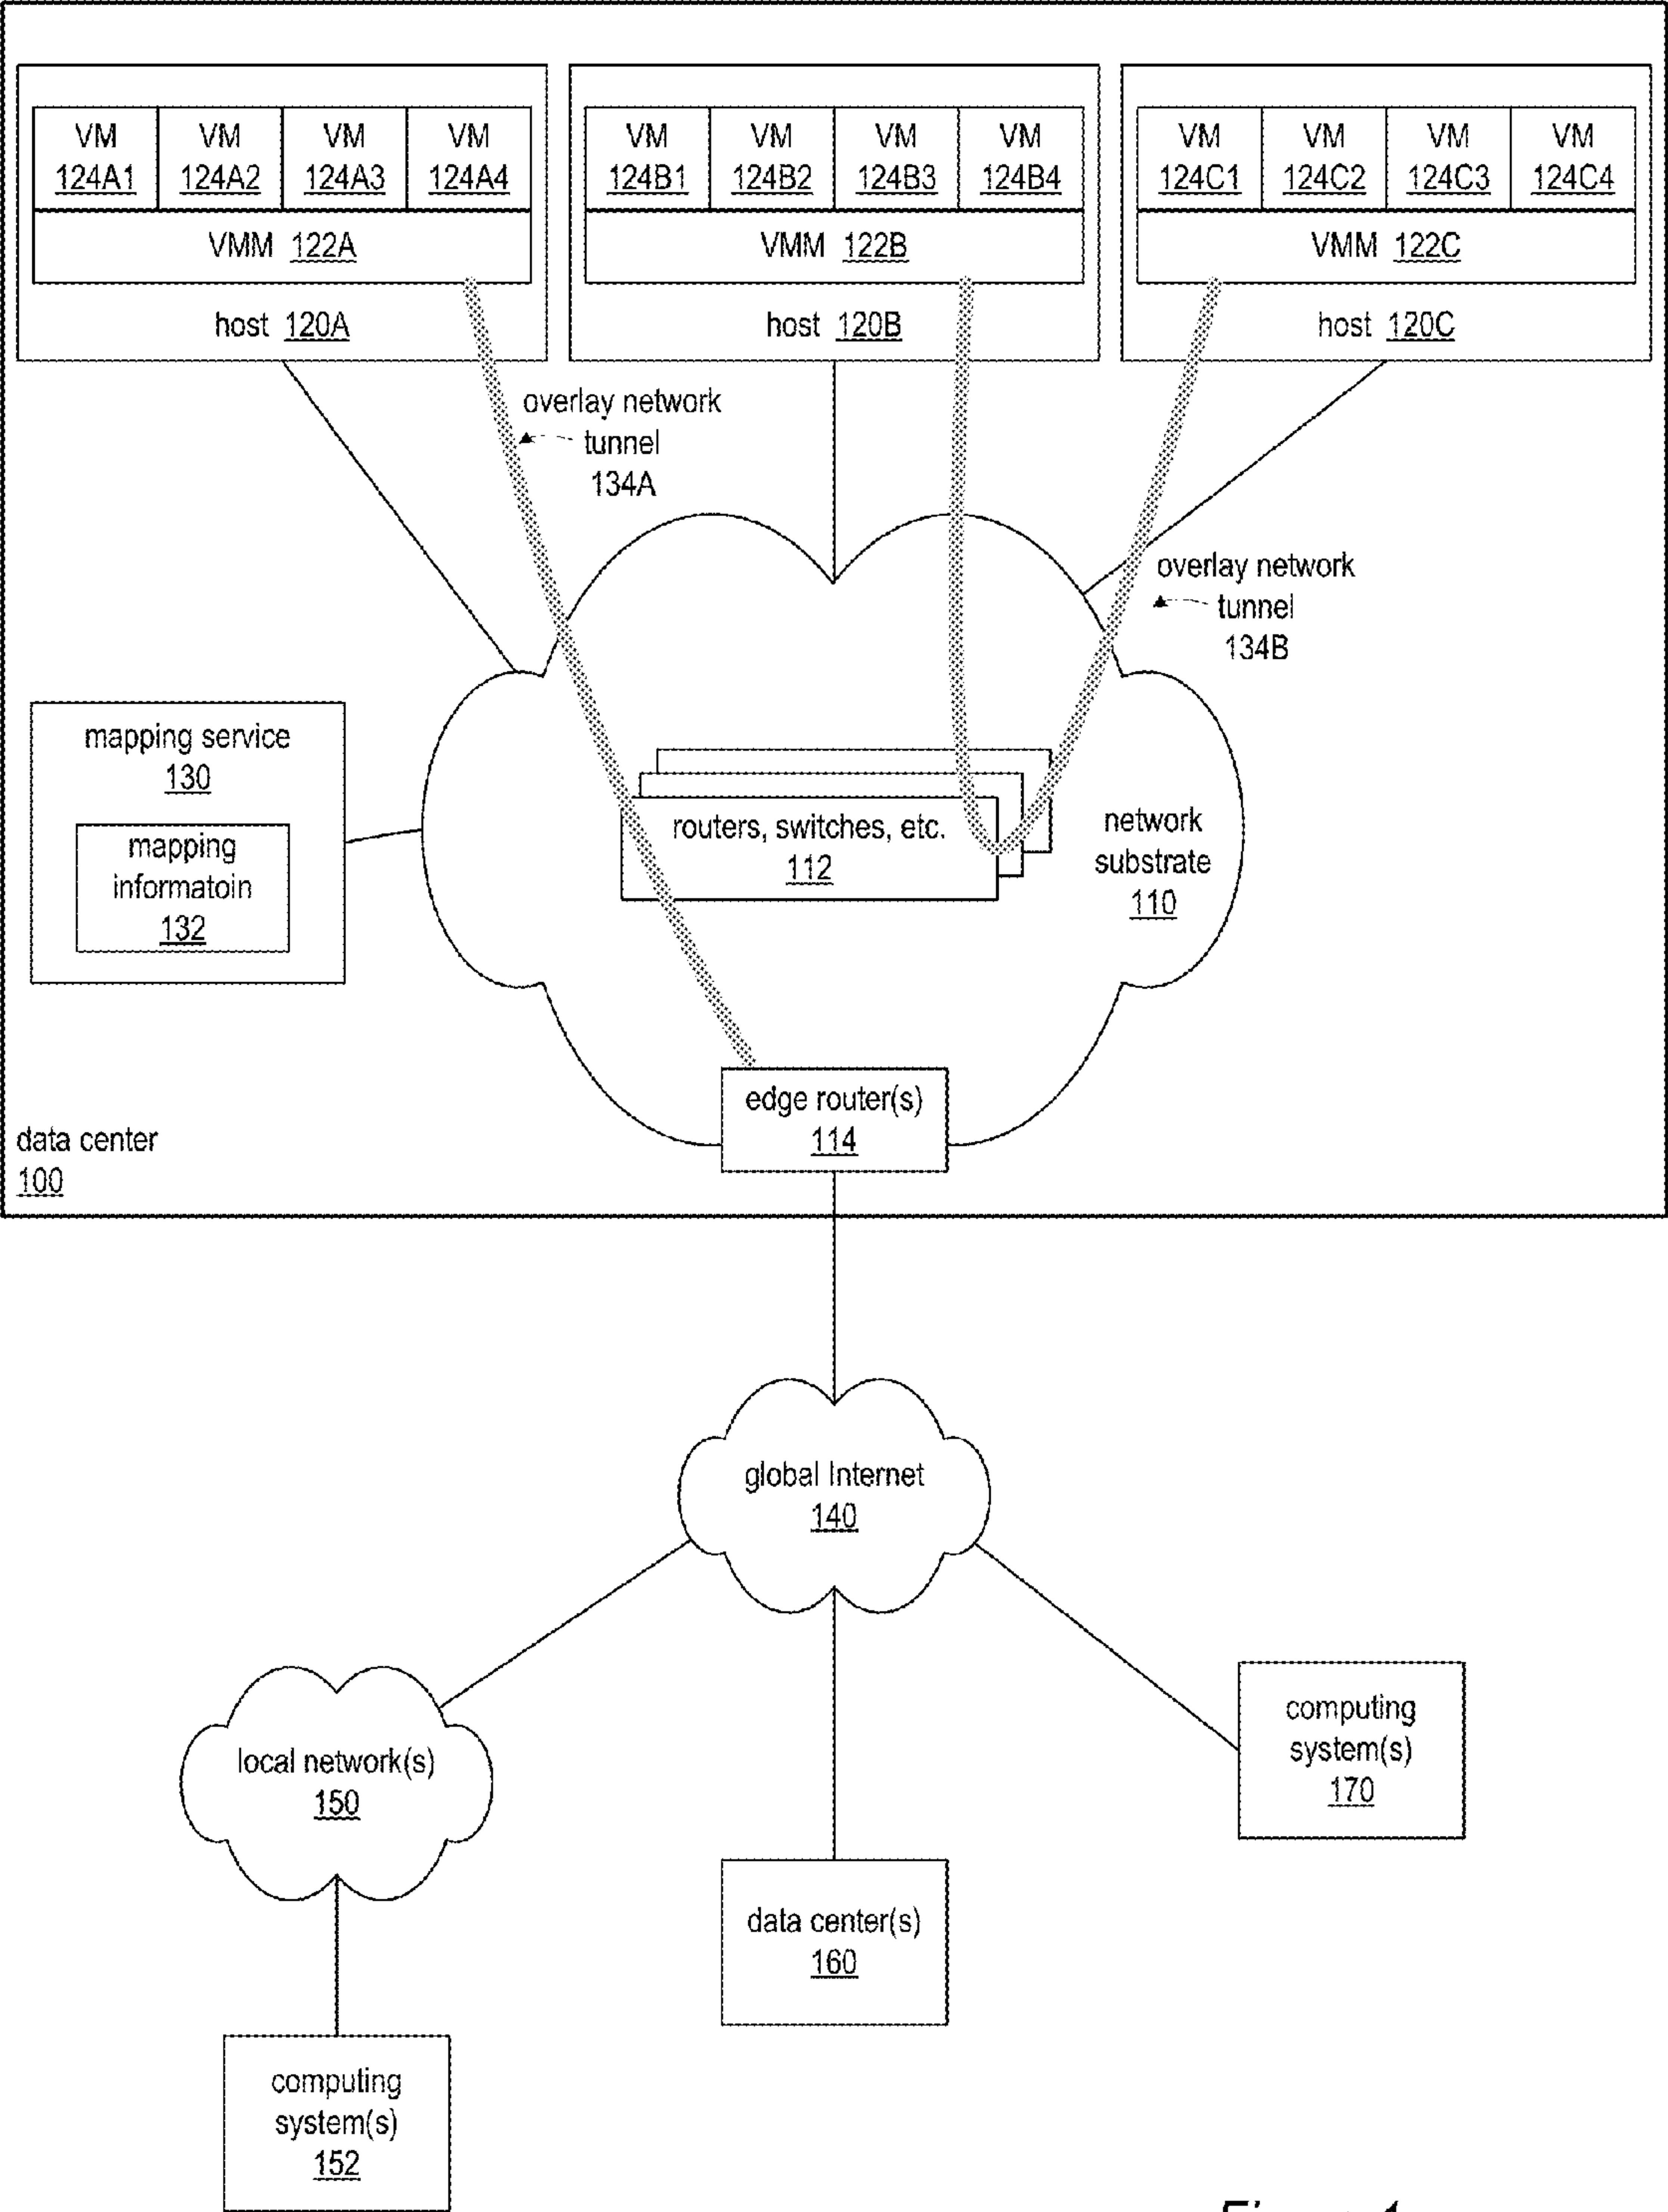 VM VM VM VM
124A1 124A2 124A3 124A4
VMM 122A
host 120A
VM VM VM VM
124B1 124B2 124B3 124B4
VMM 122B
host 120B
VM VM VM VM
124C1 124C2 124C3 124C4
VMM 122C
host 120C
overlay network
tunnel
134A
overlay network
tunnel
134B
mapping service
130
mapping
informatoin
132
routers, switches, etc.
112
network
substrate
110
edge router(s)
114
data center
100
global Internet
140
local network(s)
150
computing
system(s)
170
data center(s)
160
computing
system(s)
152